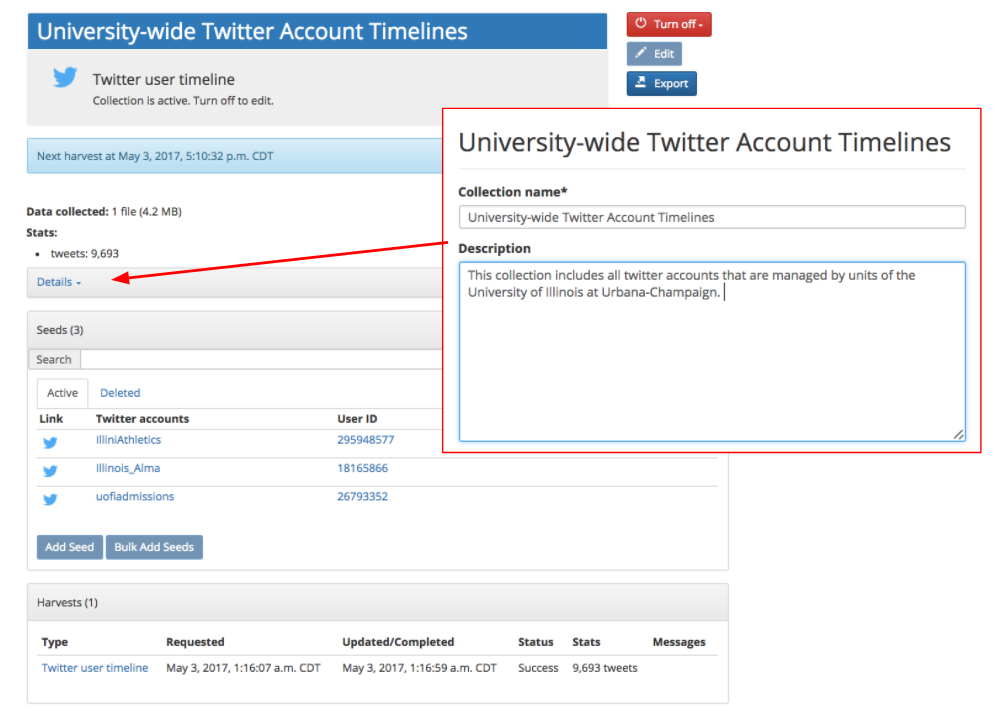 University-wide Twitter Account Timelines
Turn off
Edit
Export
Twitter user timeline
Collection is active. Turn off to edit.
Next harvest at May 3, 2017, 5:10:32 p.m. CDT
Data collected: 1 file (4.2 MB)
Stats:
• tweets: 9,693
Details
University-wide Twitter Account Timelines
Collection name*
University-wide Twitter Account Timelines
Description
This collection includes all twitter accounts that are managed by units of the
University of Illinois at Urbana-Champaign.
Seeds (3)
Search
Active Deleted
Link Twitter accounts User ID
IlliniAthletics 295948577
Illinois_Alma 18165866
uofiadmissions 26793352
Add Seed Bulk Add Seeds
Harvests (1)
Type Requested Updated/Completed Status Stats Messages
Twitter user timeline May 3, 2017, 1:16:07 a.m. CDT May 3, 2017, 1:16:59 a.m. CDT Success 9,693 tweets